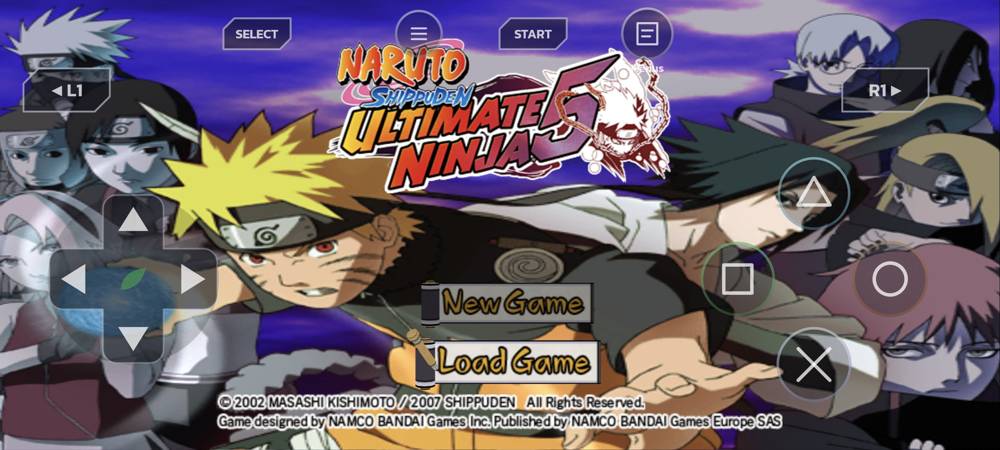 SELECT
START
L1
R1
NARUTO
SHIPPUDEN
ULTIMATE
NINJA 5
New Game
Load Game
© 2002 MASASHI KISHIMOTO / 2007 SHIPPUDEN All Rights Reserved.
Game designed by NAMCO BANDAI Games Inc. Published by NAMCO BANDAI Games Europe SAS